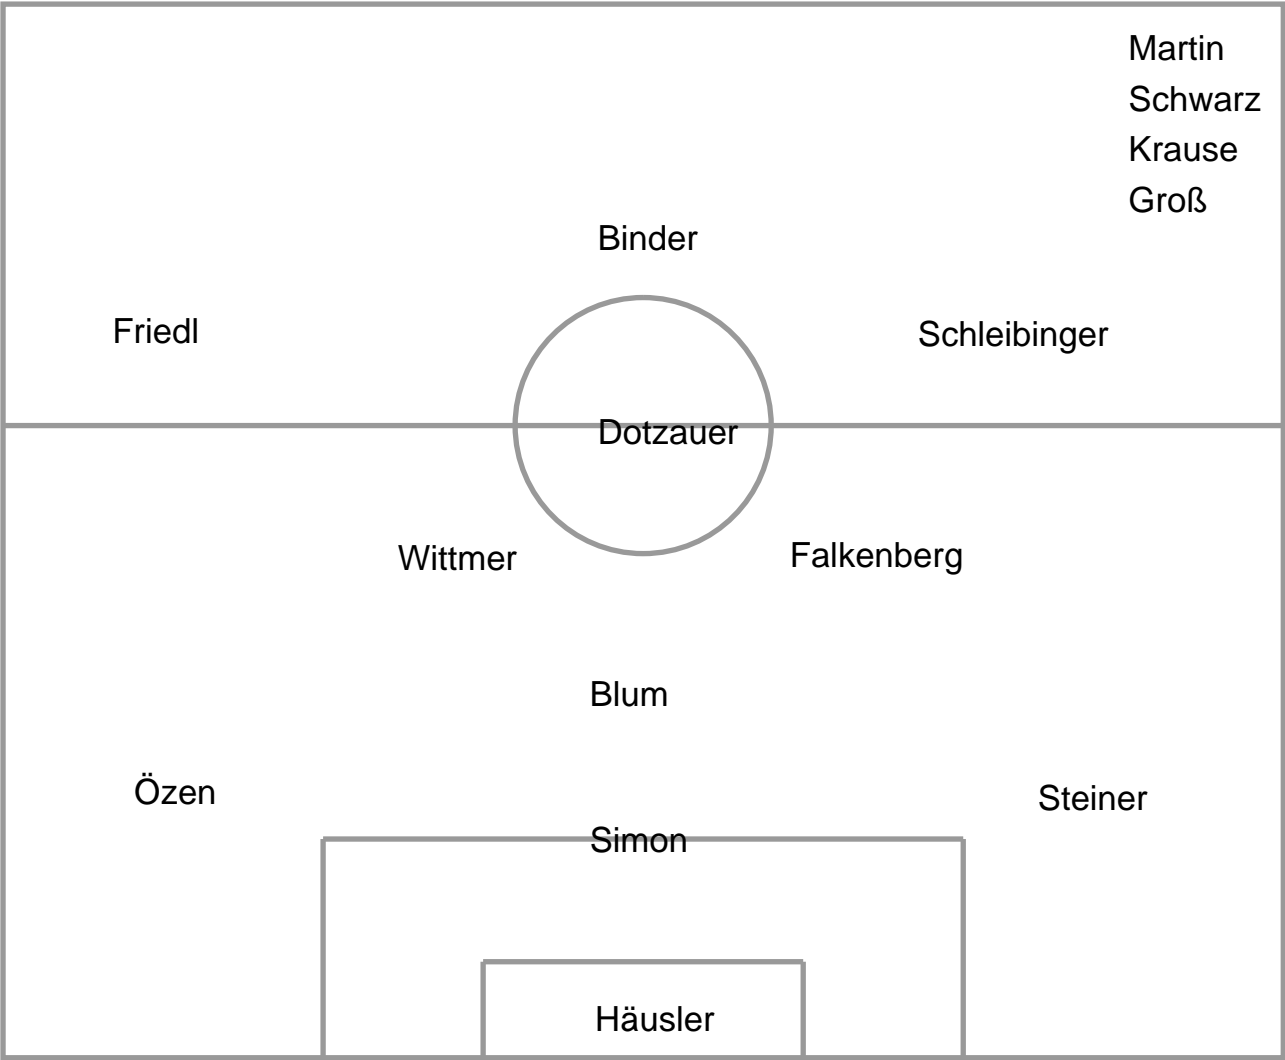 Martin
Schwarz
Krause
Groß
Binder
Friedl
Schleibinger
Dotzauer
Wittmer
Falkenberg
Blum
Özen
Steiner
Simon
Häusler